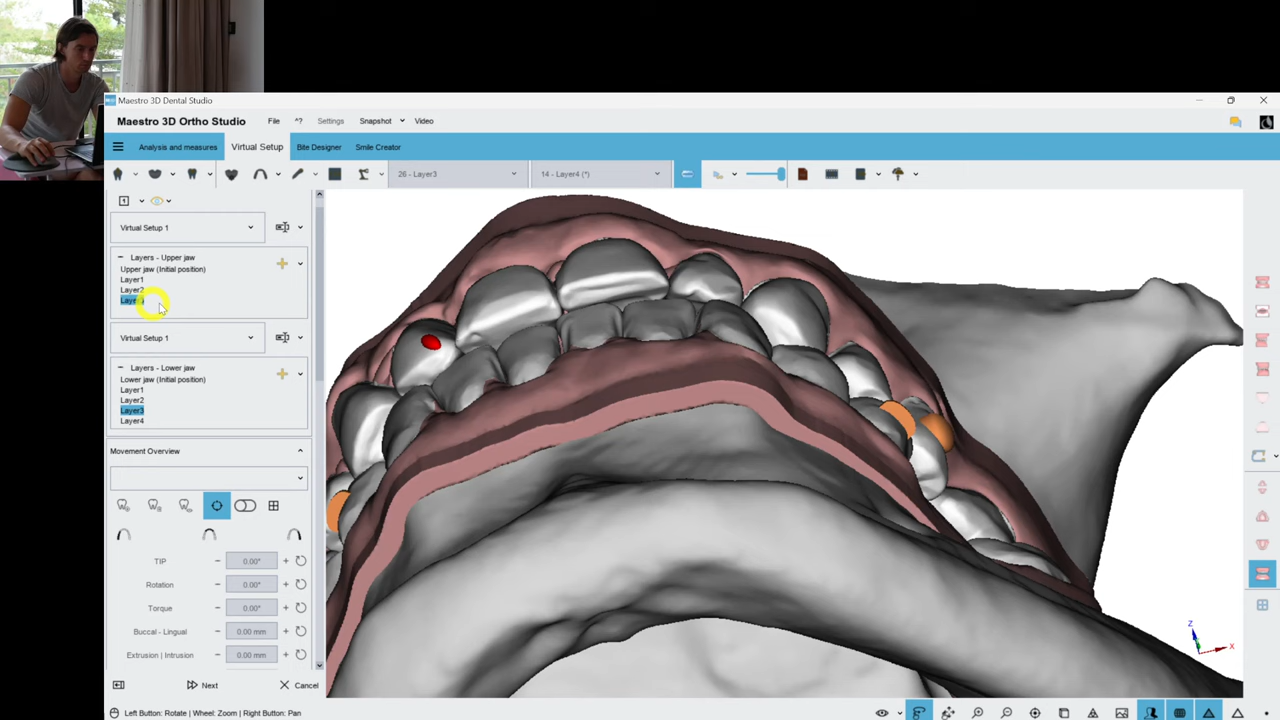 Maestro 3D Dental Studio
Maestro 3D Ortho Studio
File
^?
Settings
Snapshot
Video
Analysis and measures
Virtual Setup
Bite Designer
Smile Creator
26 - Layer3
14 - Layer4 (*)
1
Virtual Setup 1
Layers - Upper jaw
Upper jaw (Initial position)
Layer1
Layer2
Virtual Setup 1
Layers - Lower jaw
Lower jaw (Initial position)
Layer1
Layer2
Layer3
Layer4
Movement Overview
TIP - 0.00° +
Rotation - 0.00° +
Torque - 0.00° +
Buccal - Lingual - 0.00 mm +
Extrusion | Intrusion - 0.00 mm +
Next
Cancel
Z
X
Left Button: Rotate | Wheel: Zoom | Right Button: Pan